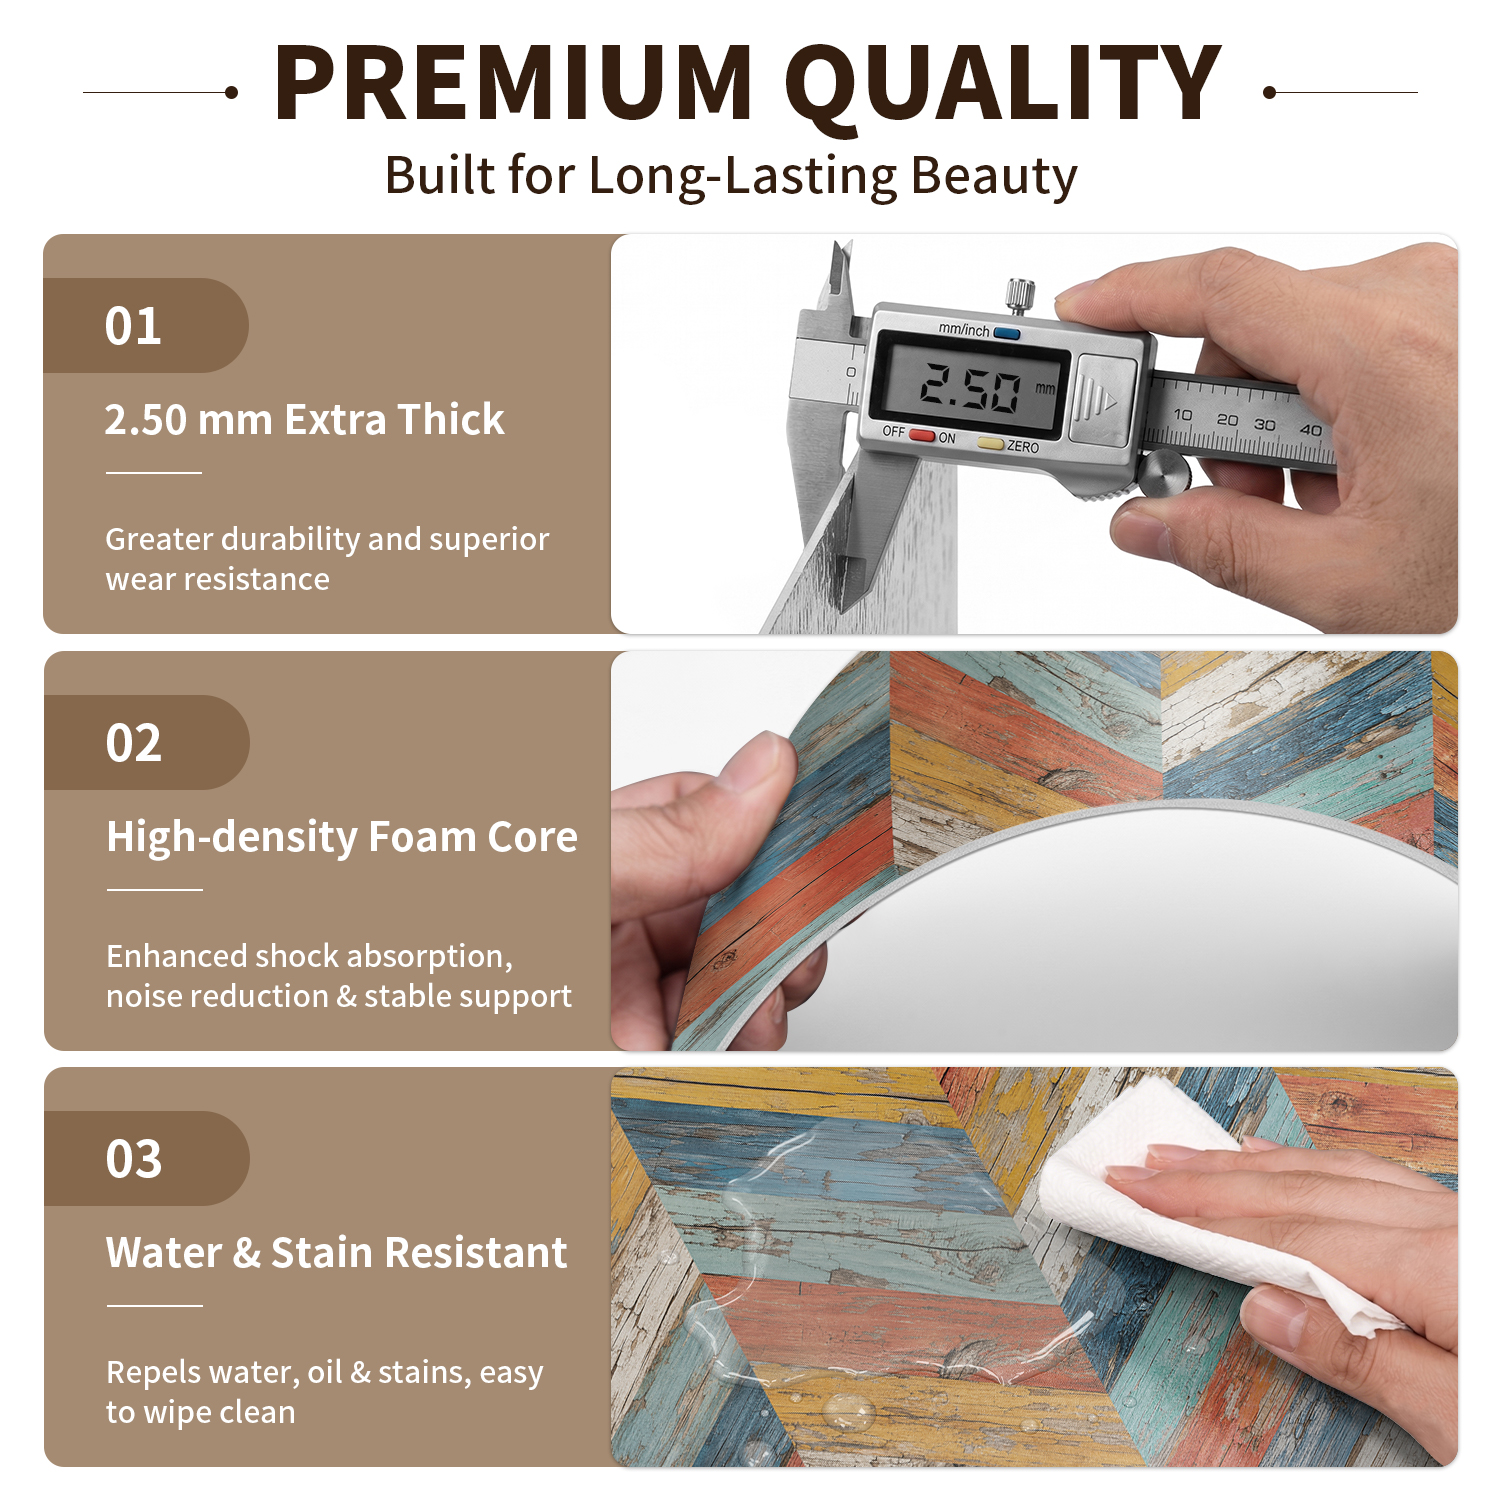 PREMIUM QUALITY
Built for Long-Lasting Beauty
01
2.50 mm Extra Thick
Greater durability and superior
wear resistance
mm/inch
0
2.50 mm
OFF ON ZERO
10 20 30 40
02
High-density Foam Core
Enhanced shock absorption,
noise reduction & stable support
03
Water & Stain Resistant
Repels water, oil & stains, easy
to wipe clean